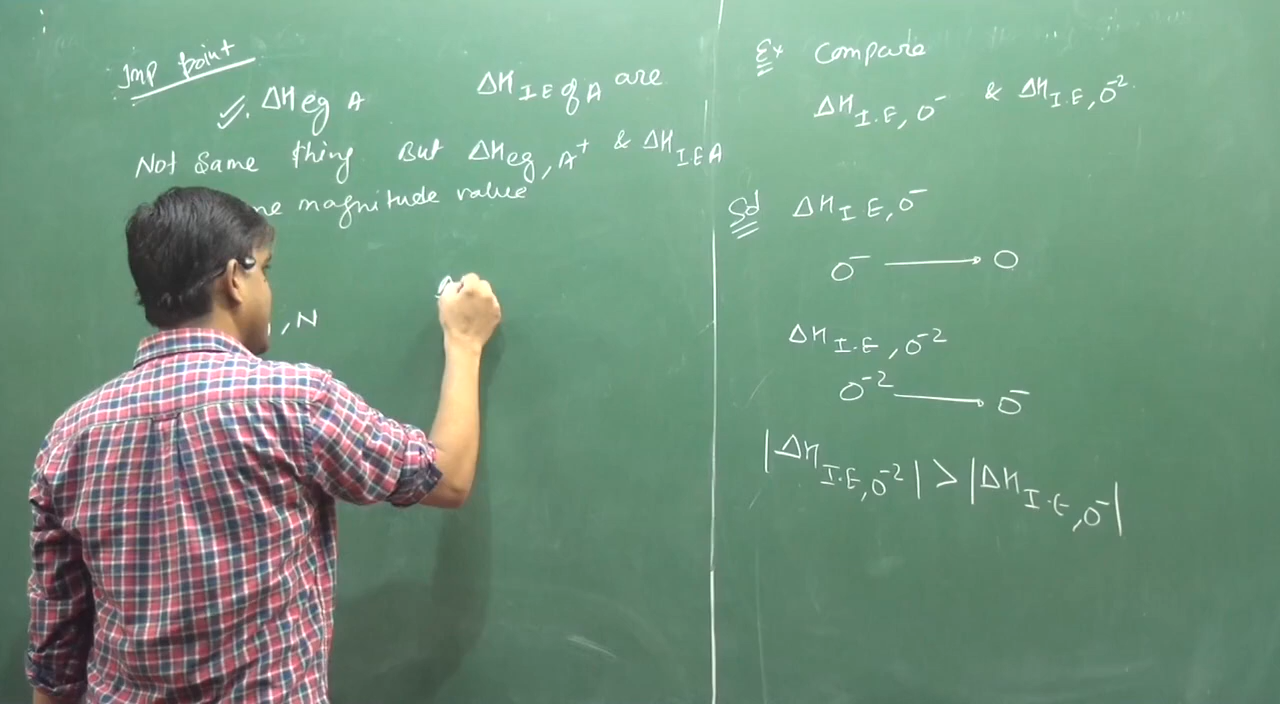 Imp point
ΔHeg A ΔH I.E of A are
Not Same thing But ΔHeg, A⁺ & ΔH I.E A
magnitude value
, N
Ex Compare
ΔH I.E, O⁻ & ΔH I.E, O⁻².
Sol ΔH I.E, O⁻
O⁻ ⟶ O
ΔH I.E, O⁻²
O⁻² ⟶ O⁻
|ΔH I.E, O⁻²| > |ΔH I.E, O⁻|